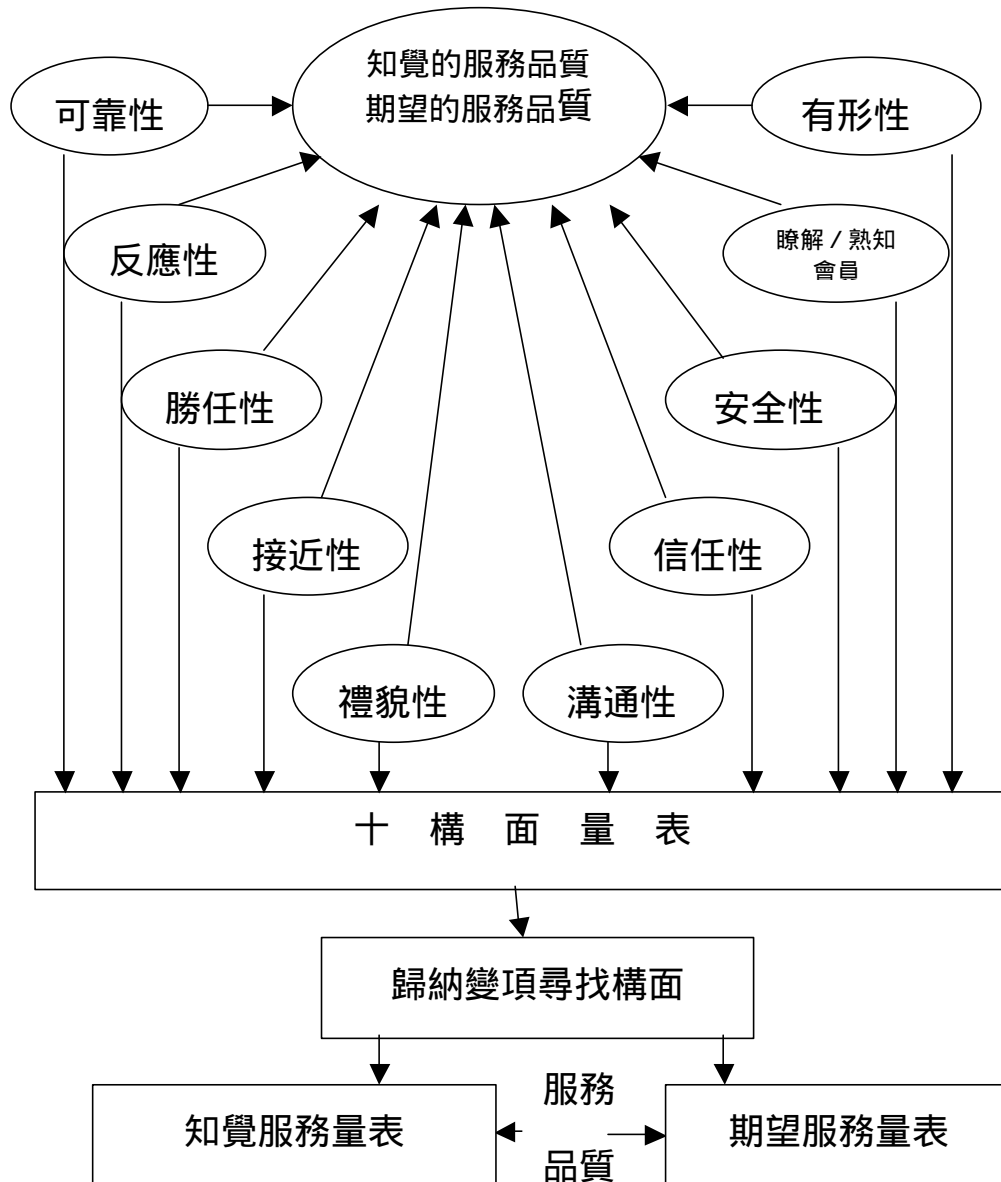 知覺的服務品質
期望的服務品質
可靠性
有形性
反應性
瞭解 / 熟知
會員
勝任性
安全性
接近性
信任性
禮貌性
溝通性
十 構 面 量 表
歸納變項尋找構面
服務
知覺服務量表
期望服務量表
品質